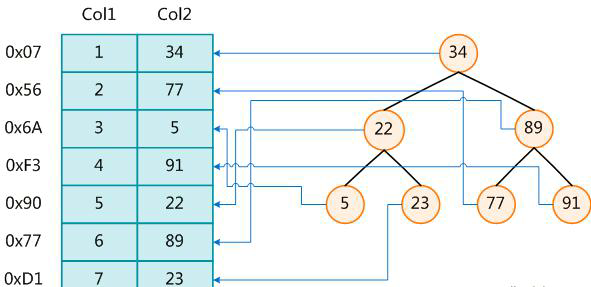 Col1 Col2
0x07 1 34 34
0x56 2 77
0x6A 3 5 22 89
0xF3 4 91
0x90 5 22 5 23 77 91
0x77 6 89
0xD1 7 23